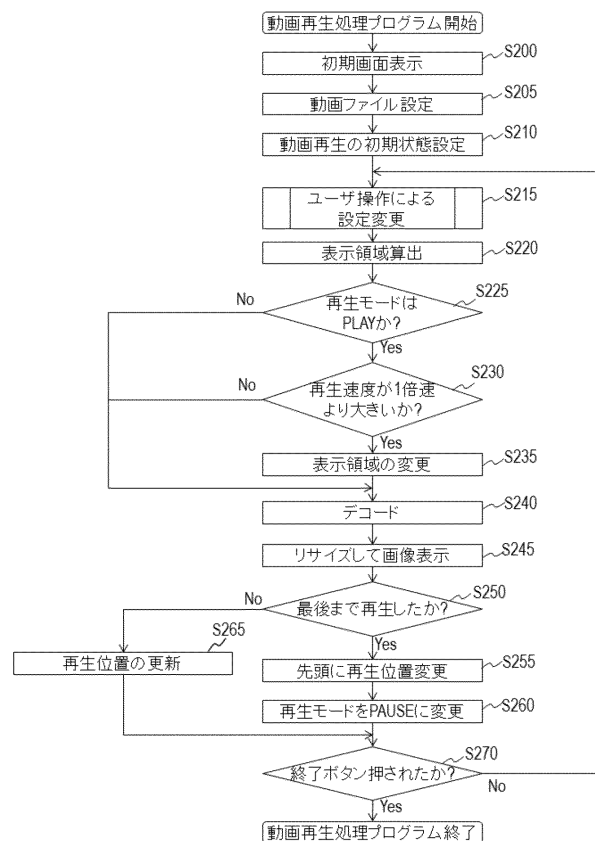 動画再生処理プログラム開始
初期画面表示
S200
動画ファイル設定
S205
動画再生の初期状態設定
S210
ユーザ操作による
設定変更
S215
表示領域算出
S220
再生モードは
PLAYか?
S225
No
Yes
再生速度が1倍速
より大きいか?
S230
No
Yes
表示領域の変更
S235
デコード
S240
リサイズして画像表示
S245
最後まで再生したか?
S250
No
Yes
再生位置の更新
S265
先頭に再生位置変更
S255
再生モードをPAUSEに変更
S260
終了ボタン押されたか?
S270
No
Yes
動画再生処理プログラム終了